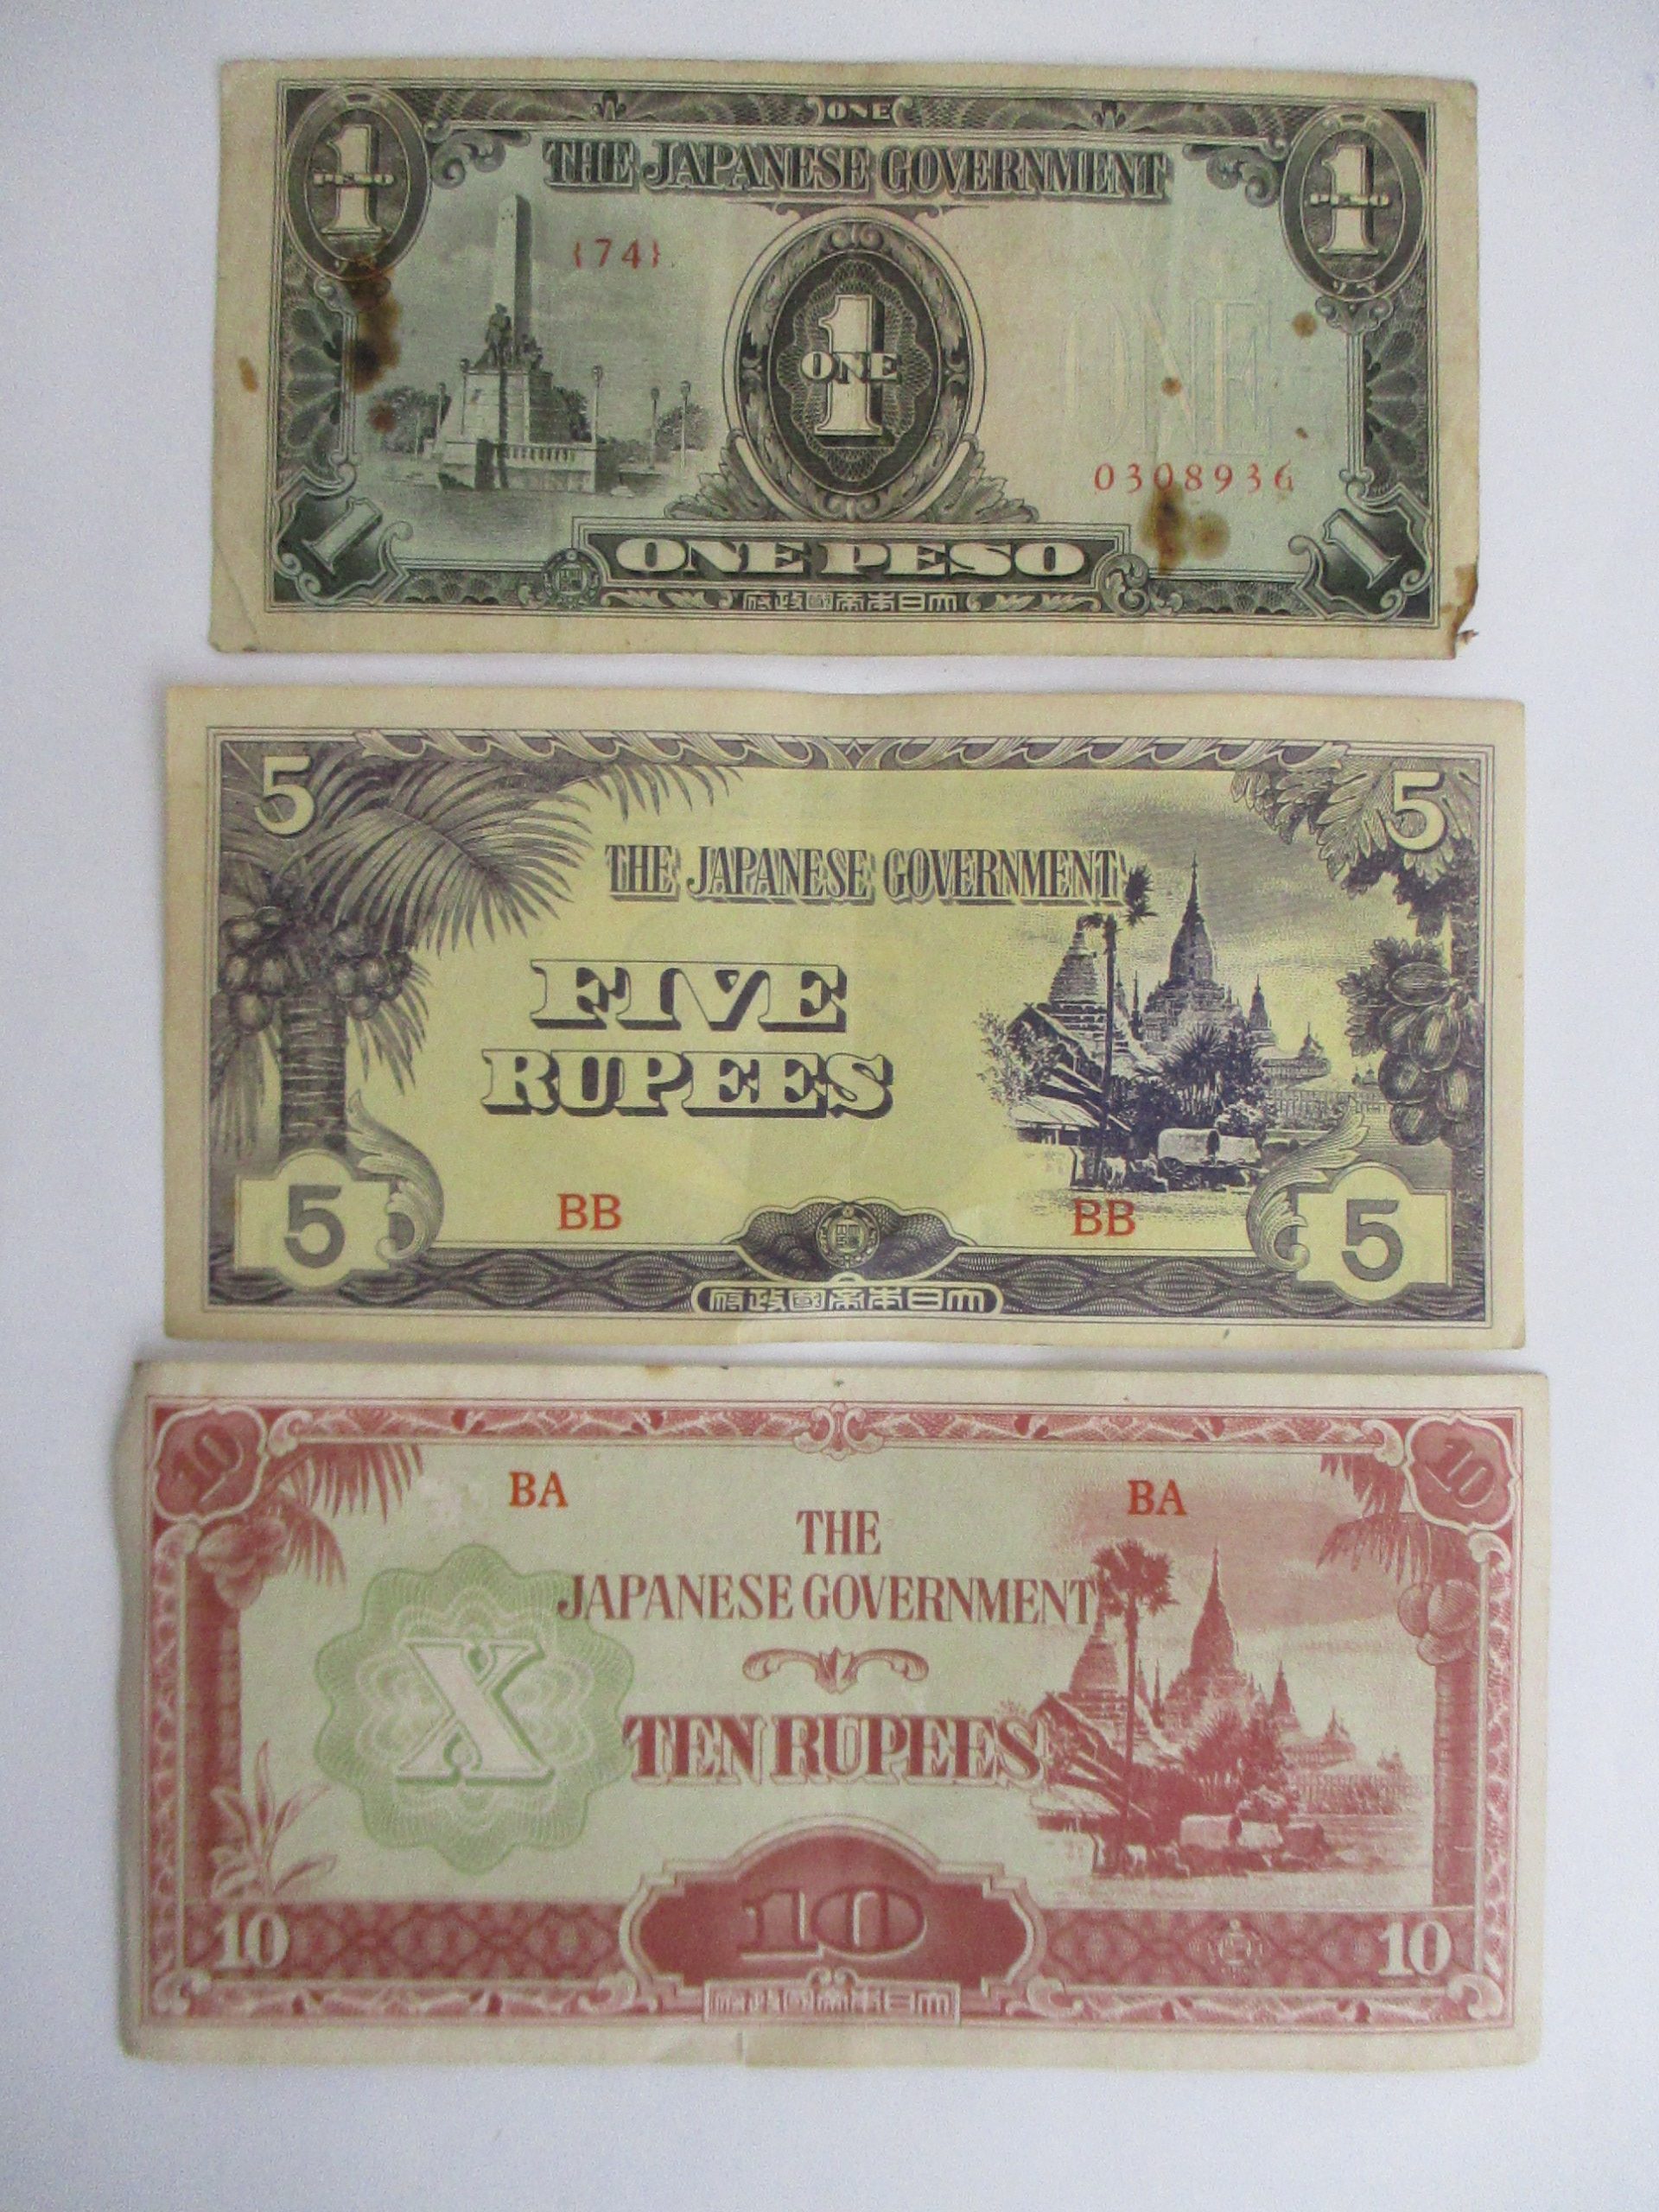 ONE
1 PESO
1 PESO
THE JAPANESE GOVERNMENT
{74}
1 ONE
ONE
0308936
1
1
ONE PESO
府政國帝本日大
5
5
THE JAPANESE GOVERNMENT
FIVE
RUPEES
BB
BB
5
5
府政國帝本日大
10
10
BA
BA
THE
JAPANESE GOVERNMENT
X
TEN RUPEES
10
10
10
府政國帝本日大